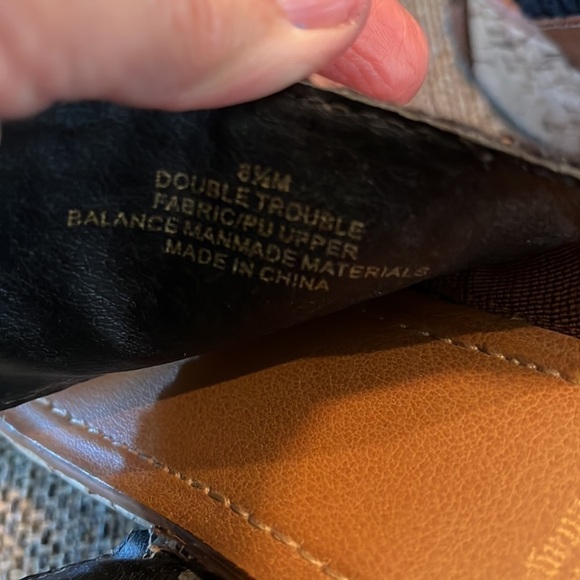 8½M
DOUBLE TROUBLE
FABRIC/PU UPPER
BALANCE MANMADE MATERIALS
MADE IN CHINA